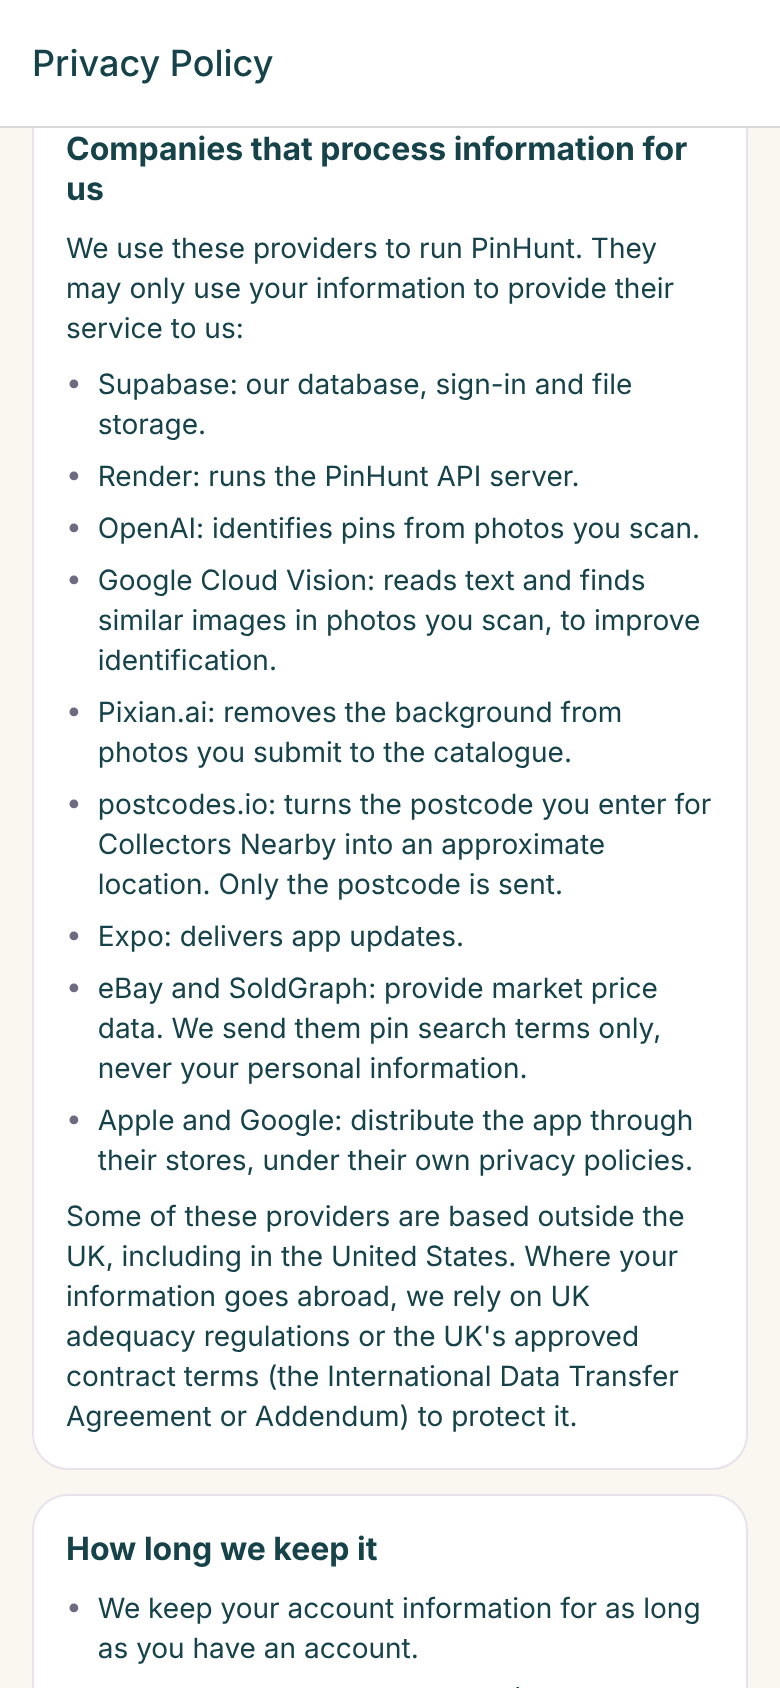 Privacy Policy
Companies that process information for
us
We use these providers to run PinHunt. They
may only use your information to provide their
service to us:
• Supabase: our database, sign-in and file
storage.
• Render: runs the PinHunt API server.
• OpenAI: identifies pins from photos you scan.
• Google Cloud Vision: reads text and finds
similar images in photos you scan, to improve
identification.
• Pixian.ai: removes the background from
photos you submit to the catalogue.
• postcodes.io: turns the postcode you enter for
Collectors Nearby into an approximate
location. Only the postcode is sent.
• Expo: delivers app updates.
• eBay and SoldGraph: provide market price
data. We send them pin search terms only,
never your personal information.
• Apple and Google: distribute the app through
their stores, under their own privacy policies.
Some of these providers are based outside the
UK, including in the United States. Where your
information goes abroad, we rely on UK
adequacy regulations or the UK's approved
contract terms (the International Data Transfer
Agreement or Addendum) to protect it.
How long we keep it
• We keep your account information for as long
as you have an account.